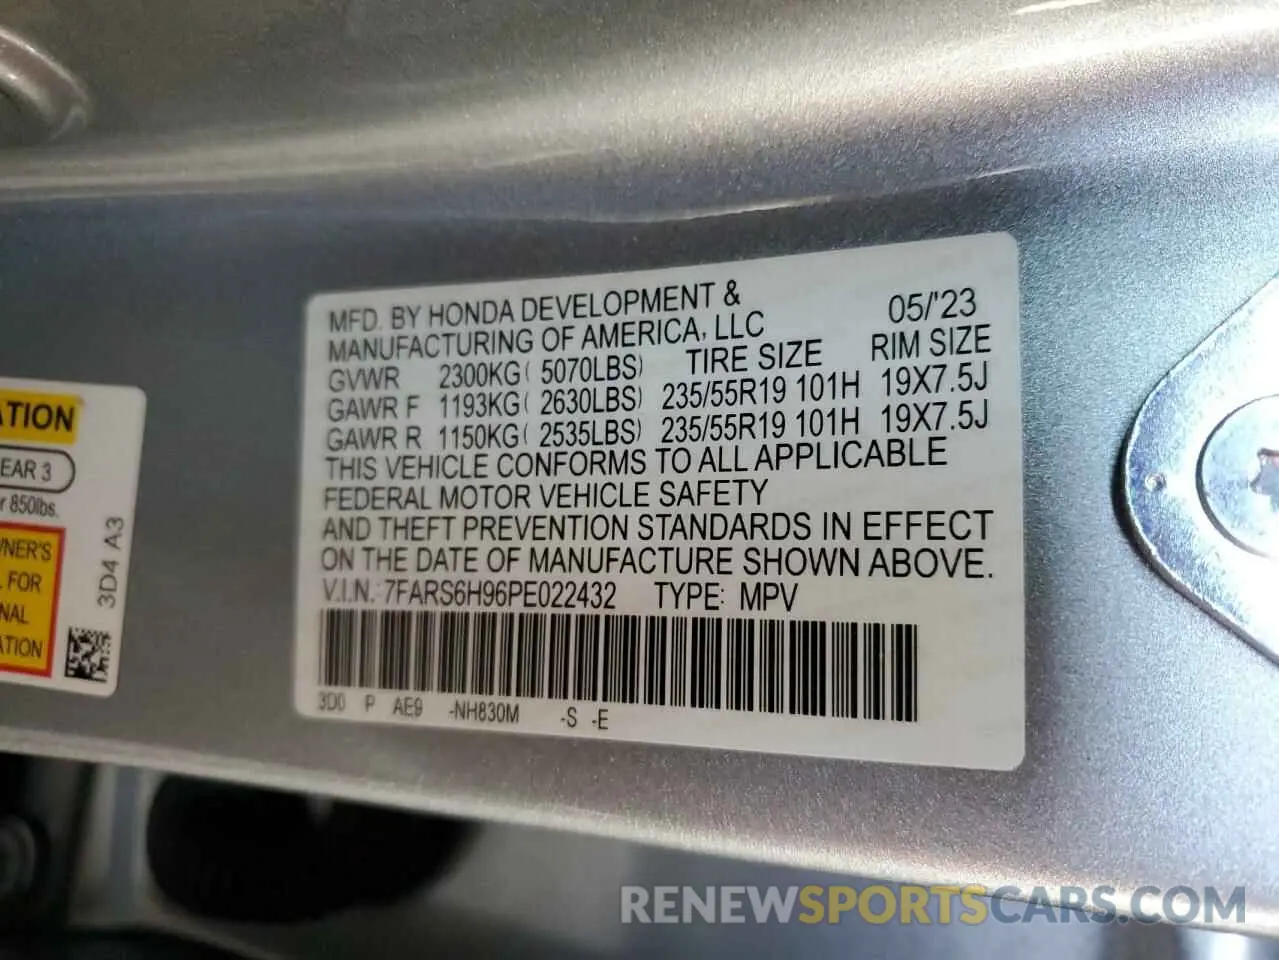 MFD. BY HONDA DEVELOPMENT &
MANUFACTURING OF AMERICA, LLC 05/'23
GVWR 2300KG( 5070LBS) TIRE SIZE RIM SIZE
GAWR F 1193KG( 2630LBS) 235/55R19 101H 19X7.5J
GAWR R 1150KG( 2535LBS) 235/55R19 101H 19X7.5J
THIS VEHICLE CONFORMS TO ALL APPLICABLE
FEDERAL MOTOR VEHICLE SAFETY
AND THEFT PREVENTION STANDARDS IN EFFECT
ON THE DATE OF MANUFACTURE SHOWN ABOVE.
V.I.N.: 7FARS6H96PE022432 TYPE: MPV
3D0 P AE9 -NH830M -S -E
ATION
EAR 3
r 850lbs.
NER'S
L FOR
NAL
ATION
3D4 A3
RENEWSPORTSCARS.COM